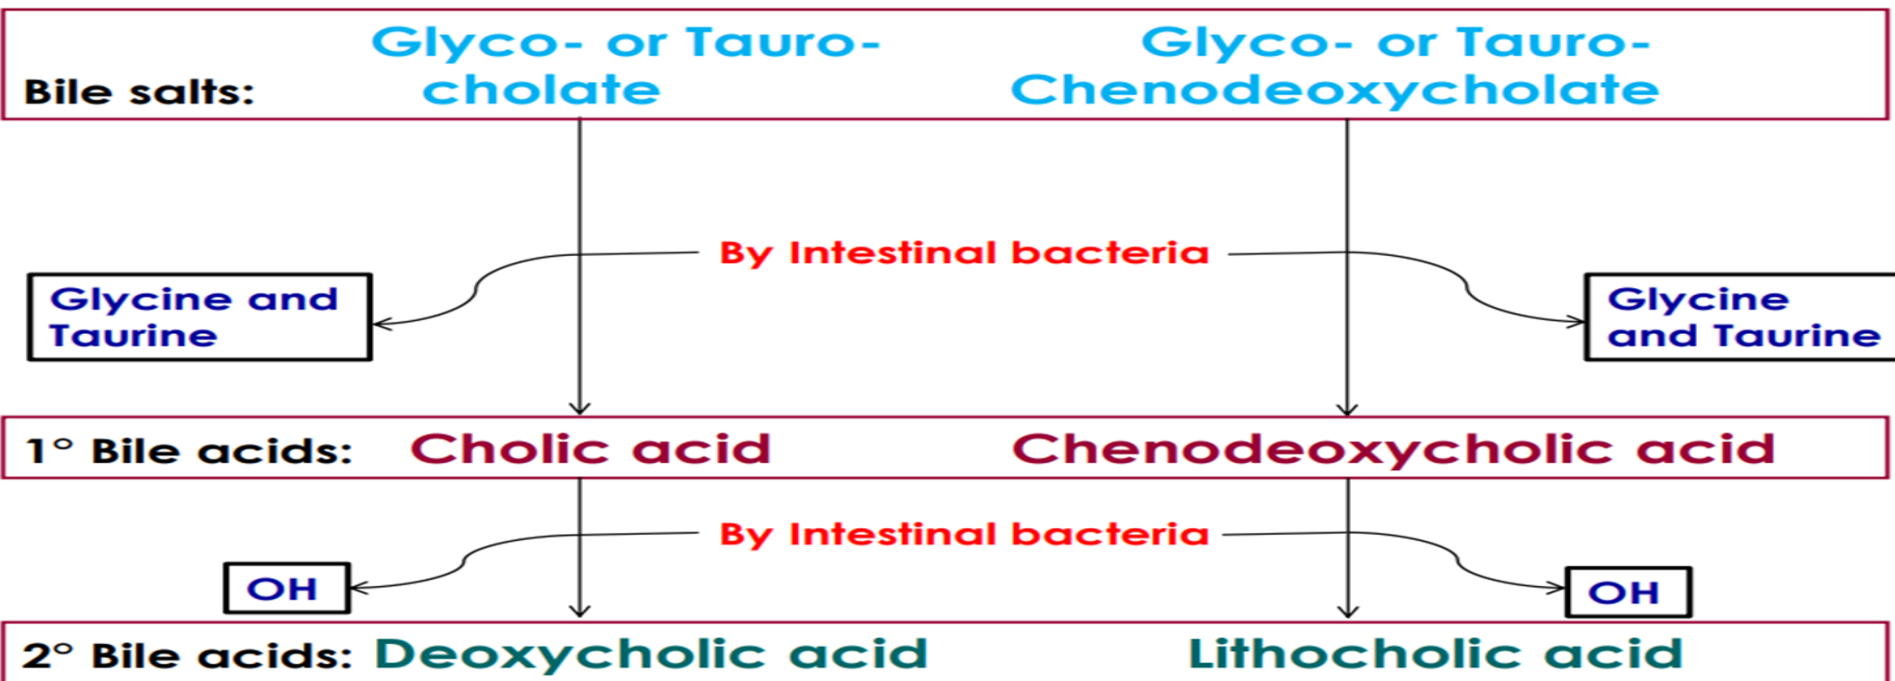 Glyco- or Tauro- Glyco- or Tauro-
Bile salts: cholate Chenodeoxycholate
By Intestinal bacteria
Glycine and
Taurine
Glycine
and Taurine
1° Bile acids: Cholic acid Chenodeoxycholic acid
By Intestinal bacteria
OH
OH
2° Bile acids: Deoxycholic acid Lithocholic acid